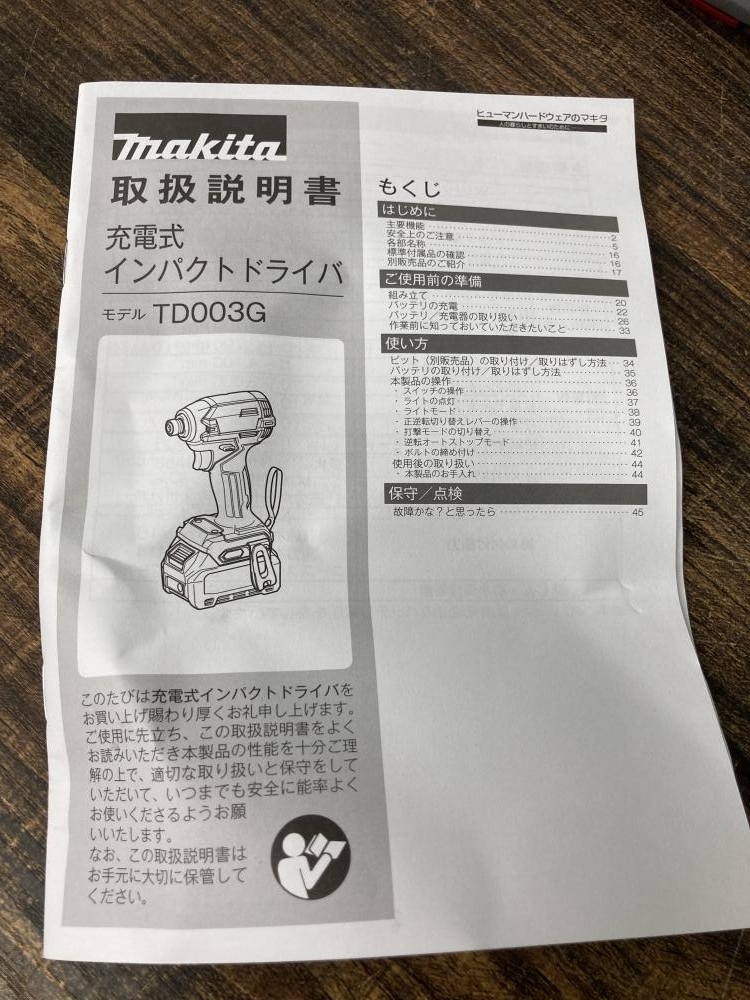 makita
取扱説明書
充電式
インパクトドライバ
モデル TD003G
このたびは充電式インパクトドライバを
お買い上げ賜わり厚くお礼申し上げます。
ご使用に先立ち、この取扱説明書をよく
お読みいただき本製品の性能を十分ご理
解の上で、適切な取り扱いと保守をして
いただいて、いつまでも安全に能率よく
お使いくださるようお願
いいたします。
なお、この取扱説明書は
お手元に大切に保管して
ください。
ヒューマンハードウェアのマキタ
人の暮らしとすまいのために
もくじ
はじめに
主要機能 2
安全上のご注意 5
各部名称 16
標準付属品の確認 16
別販売品のご紹介 17
ご使用前の準備
組み立て 20
バッテリの充電 22
バッテリ／充電器の取り扱い 26
作業前に知っておいていただきたいこと 33
使い方
ビット（別販売品）の取り付け／取りはずし方法 34
バッテリの取り付け／取りはずし方法 35
本製品の操作 36
・スイッチの操作 36
・ライトの点灯 37
・ライトモード 38
・正逆転切り替えレバーの操作 39
・打撃モードの切り替え 40
・逆転オートストップモード 41
・ボルトの締め付け 42
使用後の取り扱い 44
・本製品のお手入れ 44
保守／点検
故障かな？と思ったら 45